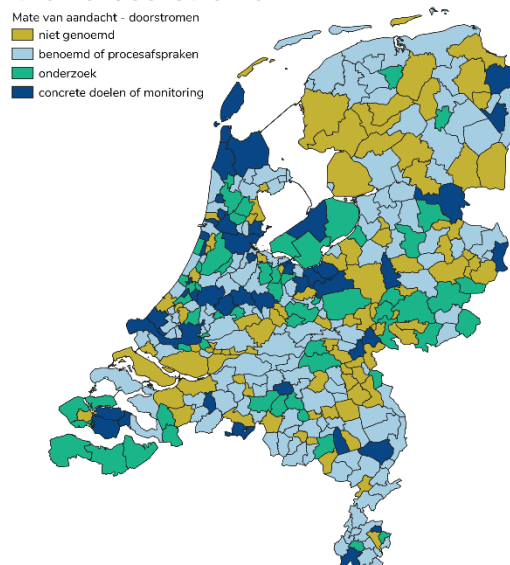 Mate van aandacht - doorstromen
niet genoemd
benoemd of procesafspraken
onderzoek
concrete doelen of monitoring